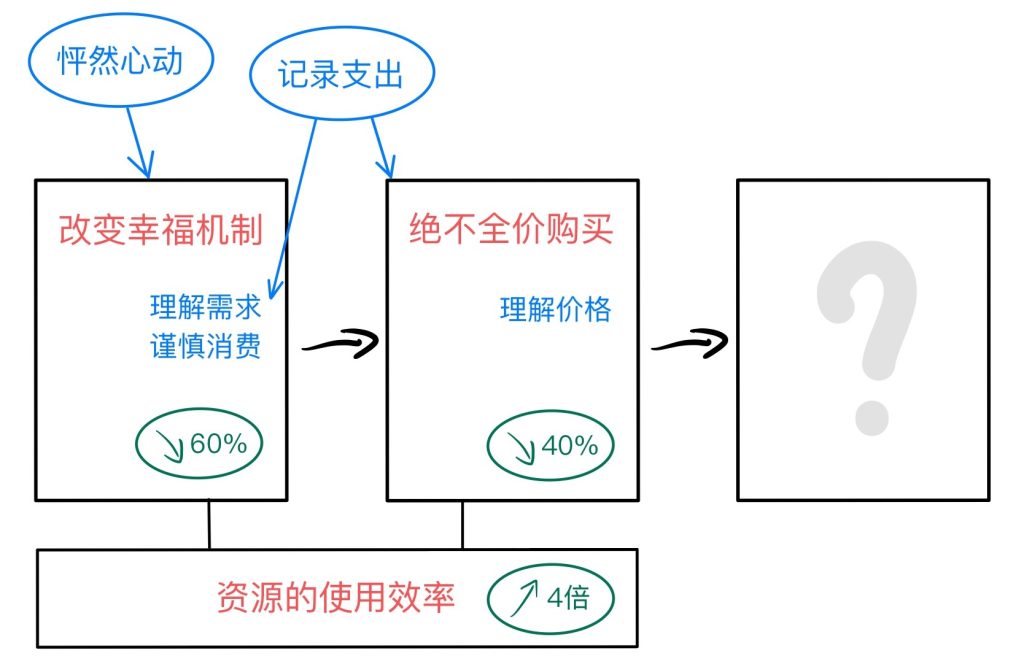 怦然心动
记录支出
改变幸福机制
理解需求
谨慎消费
60%
绝不全价购买
理解价格
40%
?
资源的使用效率
4倍